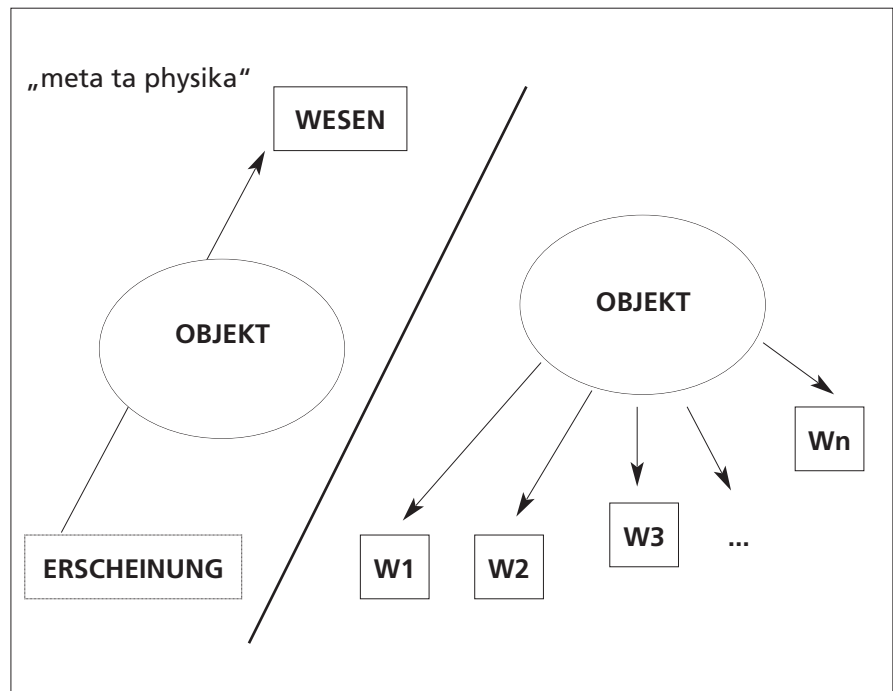 „meta ta physika“
WESEN
OBJEKT
ERSCHEINUNG
OBJEKT
Wn
W3
...
W1
W2